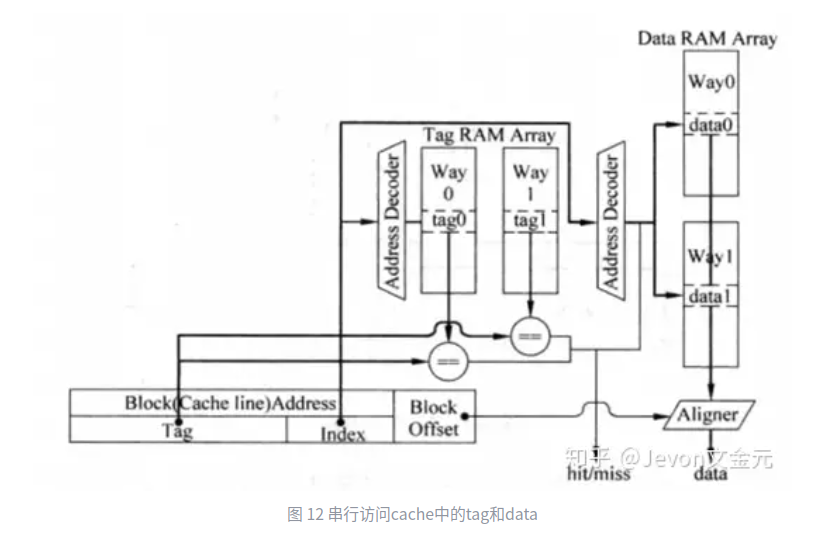 Data RAM Array
Way0
data0
Tag RAM Array
Address Decoder
Way
0
tag0
Way
1
tag1
Address Decoder
Way1
data1
==
==
Block(Cache line)Address
Tag
Index
Block
Offset
Aligner
知乎 @Jevon文金元
hit/miss
data
图 12 串行访问cache中的tag和data